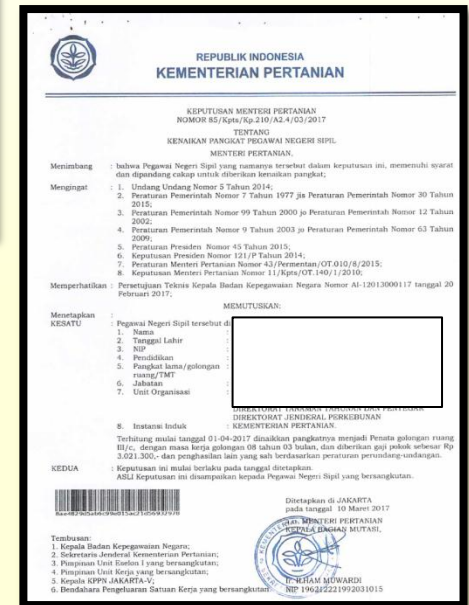 REPUBLIK INDONESIA
KEMENTERIAN PERTANIAN
KEPUTUSAN MENTERI PERTANIAN
NOMOR 85/Kpts/Kp.210/A2.4/03/2017
TENTANG
KENAIKAN PANGKAT PEGAWAI NEGERI SIPIL
MENTERI PERTANIAN,
Menimbang : bahwa Pegawai Negeri Sipil yang namanya tersebut dalam keputusan ini, memenuhi syarat
dan dipandang cakap untuk diberikan kenaikan pangkat;
Mengingat : 1. Undang Undang Nomor 5 Tahun 2014;
2. Peraturan Pemerintah Nomor 7 Tahun 1977 jis Peraturan Pemerintah Nomor 30 Tahun
2015;
3. Peraturan Pemerintah Nomor 99 Tahun 2000 jo Peraturan Pemerintah Nomor 12 Tahun
2002;
4. Peraturan Pemerintah Nomor 9 Tahun 2003 jo Peraturan Pemerintah Nomor 63 Tahun
2009;
5. Peraturan Presiden Nomor 45 Tahun 2015;
6. Keputusan Presiden Nomor 121/P Tahun 2014;
7. Peraturan Menteri Pertanian Nomor 43/Permentan/OT.010/8/2015;
8. Keputusan Menteri Pertanian Nomor 11/Kpts/OT.140/1/2010;
Memperhatikan : Persetujuan Teknis Kepala Badan Kepegawaian Negara Nomor AI-12013000117 tanggal 20
Februari 2017;
MEMUTUSKAN:
Menetapkan :
KESATU : Pegawai Negeri Sipil tersebut di
1. Nama :
2. Tanggal Lahir :
3. NIP :
4. Pendidikan :
5. Pangkat lama/golongan :
ruang/TMT
6. Jabatan :
7. Unit Organisasi :
DIREKTORAT TANAMAN TAHUNAN DAN PENYEGAR
DIREKTORAT JENDERAL PERKEBUNAN
8. Instansi Induk : KEMENTERIAN PERTANIAN.
Terhitung mulai tanggal 01-04-2017 dinaikkan pangkatnya menjadi Penata golongan ruang
III/c, dengan masa kerja golongan 08 tahun 03 bulan, dan diberikan gaji pokok sebesar Rp
3.021.300,- dan penghasilan lain yang sah berdasarkan peraturan perundang-undangan.
KEDUA : Keputusan ini mulai berlaku pada tanggal ditetapkan.
ASLI Keputusan ini disampaikan kepada Pegawai Negeri Sipil yang bersangkutan.
Ditetapkan di JAKARTA
pada tanggal 10 Maret 2017
MENTERI PERTANIAN
KEPALA BAGIAN MUTASI,
Tembusan:
1. Kepala Badan Kepegawaian Negara;
2. Sekretaris Jenderal Kementerian Pertanian;
3. Pimpinan Unit Eselon I yang bersangkutan;
4. Pimpinan Unit Kerja yang bersangkutan;
5. Kepala KPPN JAKARTA-V;
6. Bendahara Pengeluaran Satuan Kerja yang bersangkutan
Ir. ILHAM MUWARDI
NIP 196212221992031015